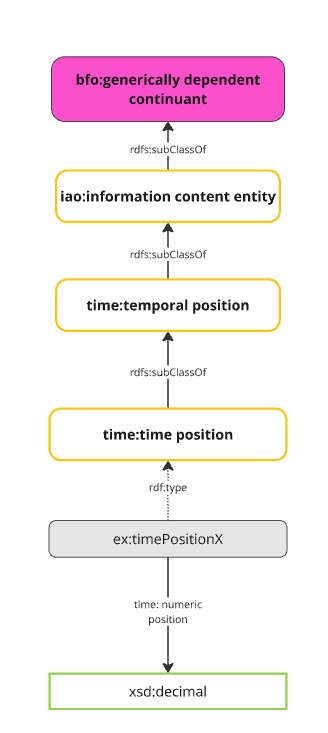 bfo:generically dependent
continuant
rdfs:subClassOf
iao:information content entity
rdfs:subClassOf
time:temporal position
rdfs:subClassOf
time:time position
rdf:type
ex:timePositionX
time: numeric
position
xsd:decimal